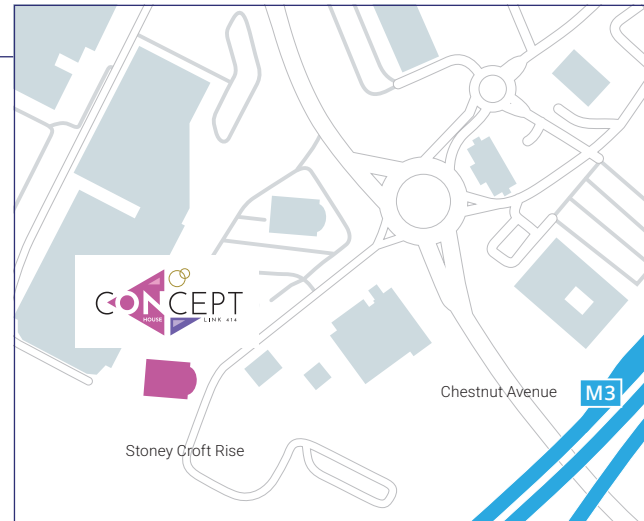 CONCEPT
HOUSE
LINK 414
Chestnut Avenue
M3
Stoney Croft Rise